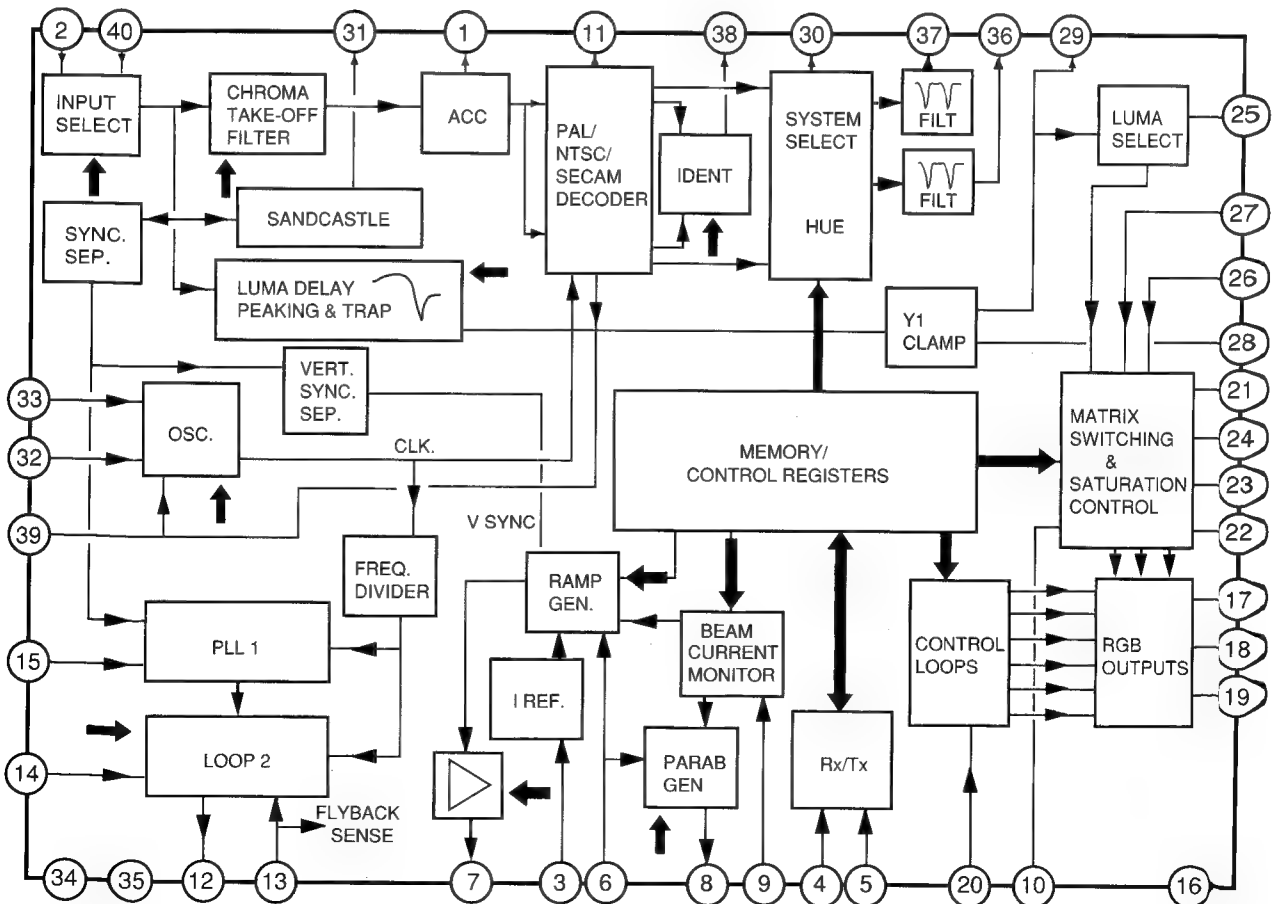 2
40
31
1
11
38
30
37
36
29
INPUT
SELECT
CHROMA
TAKE-OFF
FILTER
ACC
PAL/
NTSC/
SECAM
DECODER
IDENT
SYSTEM
SELECT
HUE
FILT
FILT
LUMA
SELECT
25
SYNC.
SEP.
SANDCASTLE
27
LUMA DELAY
PEAKING & TRAP
26
Y1
CLAMP
28
VERT.
SYNC.
SEP.
33
OSC.
32
CLK.
MEMORY/
CONTROL REGISTERS
MATRIX
SWITCHING
&
SATURATION
CONTROL
21
24
23
22
39
V SYNC
FREQ.
DIVIDER
RAMP
GEN.
BEAM
CURRENT
MONITOR
CONTROL
LOOPS
RGB
OUTPUTS
17
18
19
PLL 1
15
I REF.
LOOP 2
14
PARAB
GEN
Rx/Tx
FLYBACK
SENSE
34
35
12
13
7
3
6
8
9
4
5
20
10
16